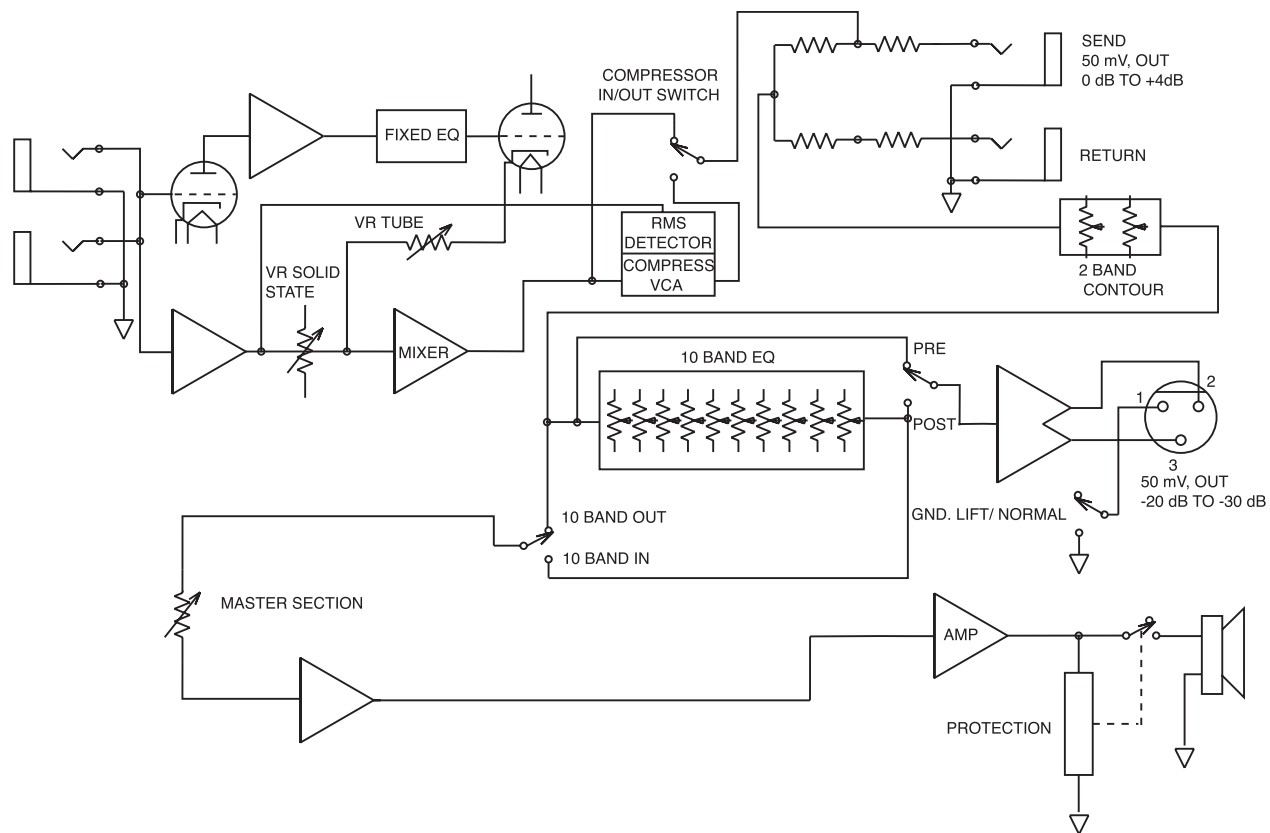 COMPRESSOR
IN/OUT SWITCH
SEND
50 mV, OUT
0 dB TO +4dB
FIXED EQ
RETURN
VR TUBE
RMS
DETECTOR
COMPRESS
VCA
VR SOLID
STATE
2 BAND
CONTOUR
MIXER
10 BAND EQ
PRE
POST
1
2
3
50 mV, OUT
-20 dB TO -30 dB
GND. LIFT/ NORMAL
10 BAND OUT
10 BAND IN
MASTER SECTION
AMP
PROTECTION